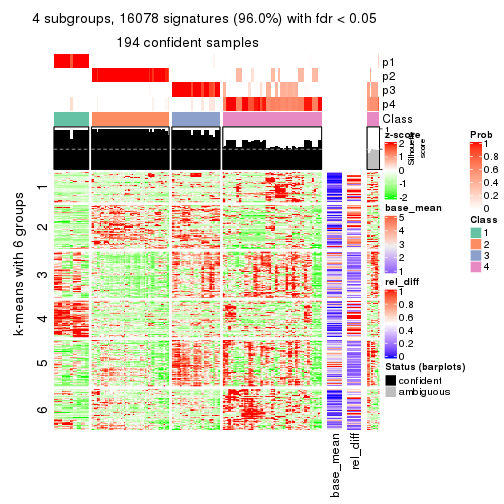 4 subgroups, 16078 signatures (96.0%) with fdr < 0.05
194 confident samples
p1
p2
p3
p4
Class
1
Silhouette
score
k-means with 6 groups
1
2
3
4
5
6
base_mean
rel_diff
z-score
2
1
0
-1
-2
base_mean
5
4
3
2
1
rel_diff
1
0.8
0.6
0.4
0.2
0
Status (barplots)
confident
ambiguous
Prob
1
0.8
0.6
0.4
0.2
0
Class
1
2
3
4